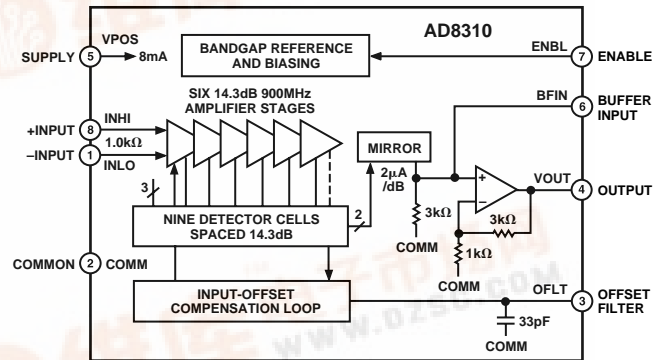 AD8310
SUPPLY
5
VPOS
8mA
BANDGAP REFERENCE
AND BIASING
ENBL
7
ENABLE
SIX 14.3dB 900MHz
AMPLIFIER STAGES
BFIN
6
BUFFER
INPUT
+INPUT
8
INHI
1.0kΩ
–INPUT
1
INLO
MIRROR
2μA
/dB
+
–
VOUT
4
OUTPUT
3
NINE DETECTOR CELLS
SPACED 14.3dB
2
3kΩ
COMM
3kΩ
1kΩ
COMM
COMMON
2
COMM
INPUT-OFFSET
COMPENSATION LOOP
OFLT
3
OFFSET
FILTER
33pF
COMM
WWW.DZSC.COM